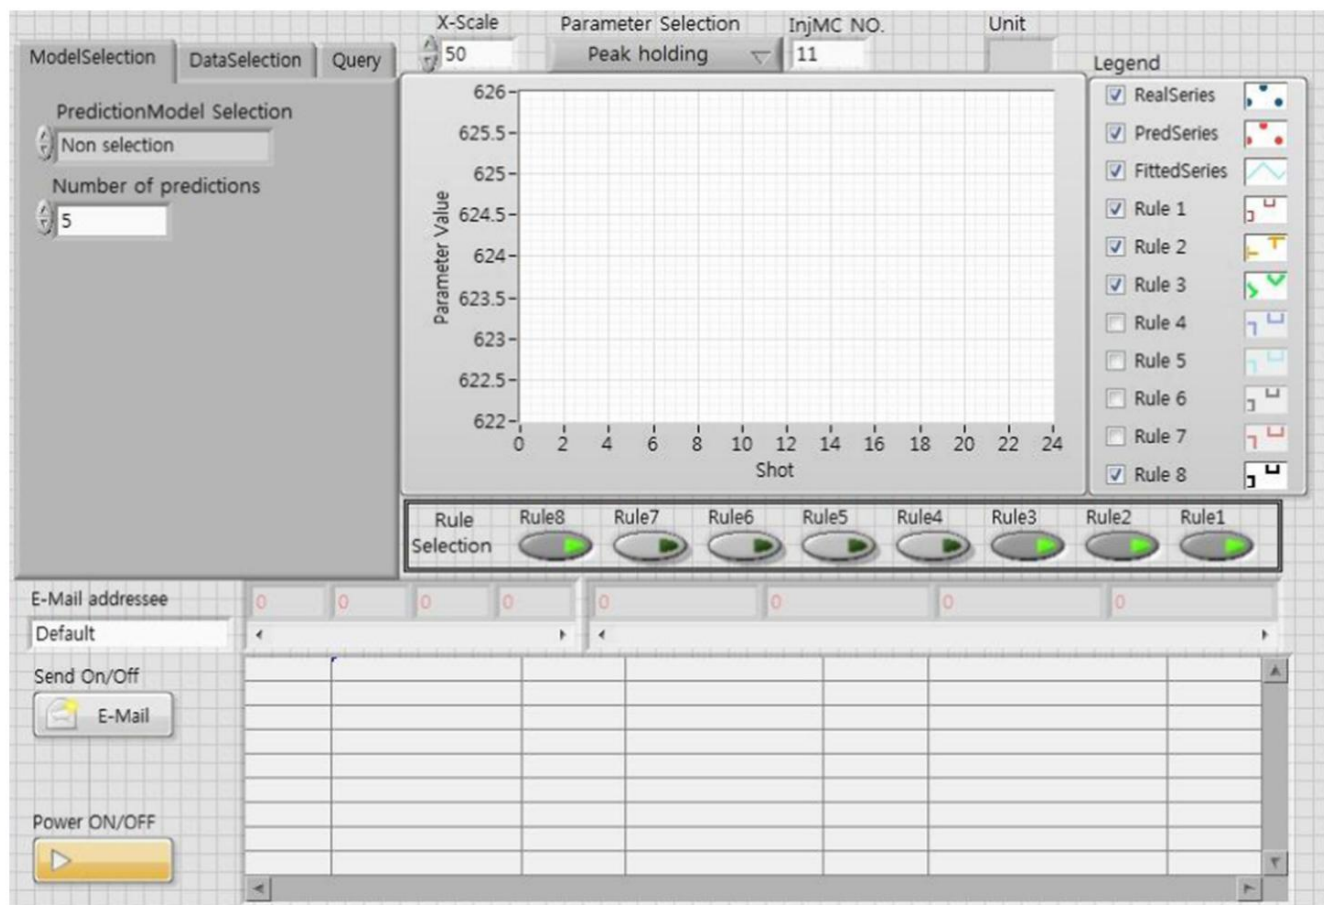 X-Scale
50
Parameter Selection
Peak holding
InjMC NO.
11
Unit
ModelSelection
DataSelection
Query
PredictionModel Selection
Non selection
Number of predictions
5
Parameter Value
626
625.5
625
624.5
624
623.5
623
622.5
622
0 2 4 6 8 10 12 14 16 18 20 22 24
Shot
Legend
RealSeries
PredSeries
FittedSeries
Rule 1
Rule 2
Rule 3
Rule 4
Rule 5
Rule 6
Rule 7
Rule 8
Rule Selection
Rule8 Rule7 Rule6 Rule5 Rule4 Rule3 Rule2 Rule1
E-Mail addressee
Default
0 0 0 0 0 0 0 0
Send On/Off
E-Mail
Power ON/OFF